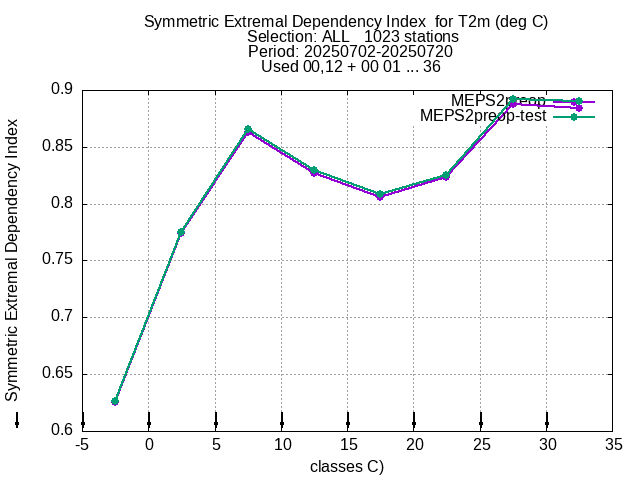 Symmetric Extremal Dependency Index  for T2m (deg C)
Selection: ALL   1023 stations
Period: 20250702-20250720
Used 00,12 + 00 01 ... 36
Symmetric Extremal Dependency Index
0.9
0.85
0.8
0.75
0.7
0.65
0.6
MEPS2preop
MEPS2preop-test
-5 0 5 10 15 20 25 30 35
classes C)